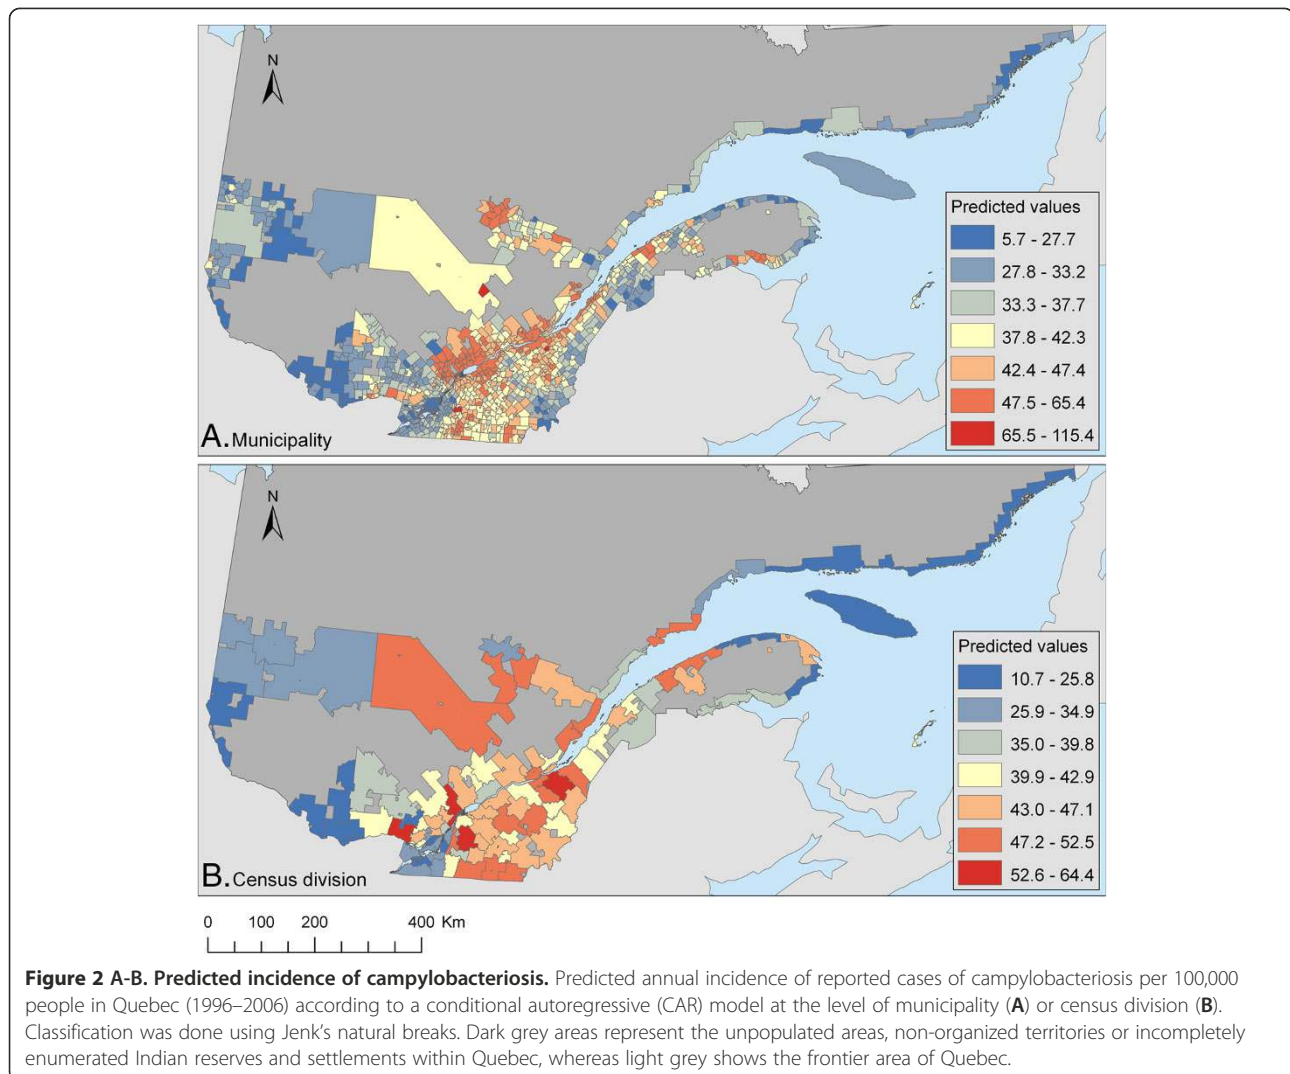 N
Predicted values
5.7 - 27.7
27.8 - 33.2
33.3 - 37.7
37.8 - 42.3
42.4 - 47.4
47.5 - 65.4
65.5 - 115.4
A. Municipality
N
Predicted values
10.7 - 25.8
25.9 - 34.9
35.0 - 39.8
39.9 - 42.9
43.0 - 47.1
47.2 - 52.5
52.6 - 64.4
B. Census division
0 100 200 400 Km
Figure 2 A-B. Predicted incidence of campylobacteriosis. Predicted annual incidence of reported cases of campylobacteriosis per 100,000
people in Quebec (1996–2006) according to a conditional autoregressive (CAR) model at the level of municipality (A) or census division (B).
Classification was done using Jenk's natural breaks. Dark grey areas represent the unpopulated areas, non-organized territories or incompletely
enumerated Indian reserves and settlements within Quebec, whereas light grey shows the frontier area of Quebec.